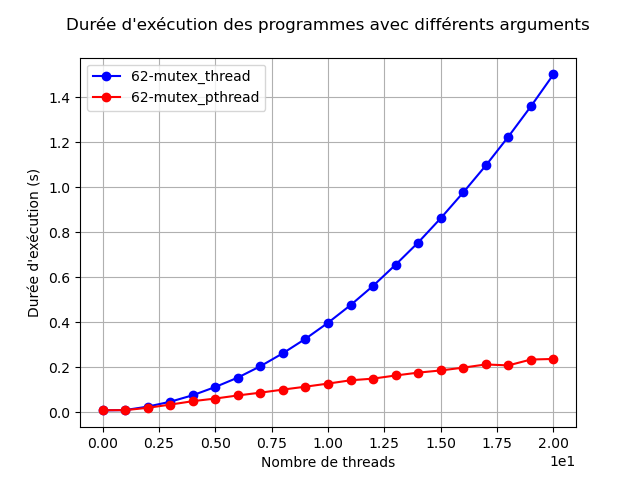 Durée d'exécution des programmes avec différents arguments
62-mutex_thread
62-mutex_pthread
Durée d'exécution (s)
1.4
1.2
1.0
0.8
0.6
0.4
0.2
0.0
0.00 0.25 0.50 0.75 1.00 1.25 1.50 1.75 2.00
1e1
Nombre de threads